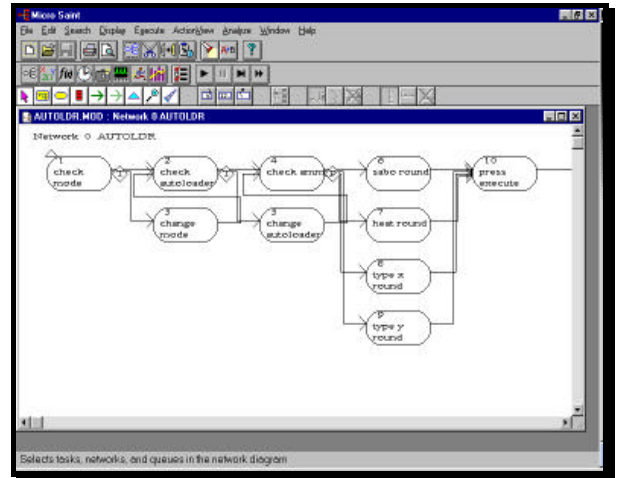 Micro Saint
File Edit Search Display Execute ActionView Analyze Window Help
AUTOLDR.MOD : Network 0 AUTOLDR
Network 0 AUTOLDR
1
check
mode
2
check
autoloader
4
check ammo
6
sabo round
10
press
execute
3
change
mode
3
change
autoloader
7
heat round
8
type x
round
9
type y
round
Selects tasks, networks, and queues in the network diagram